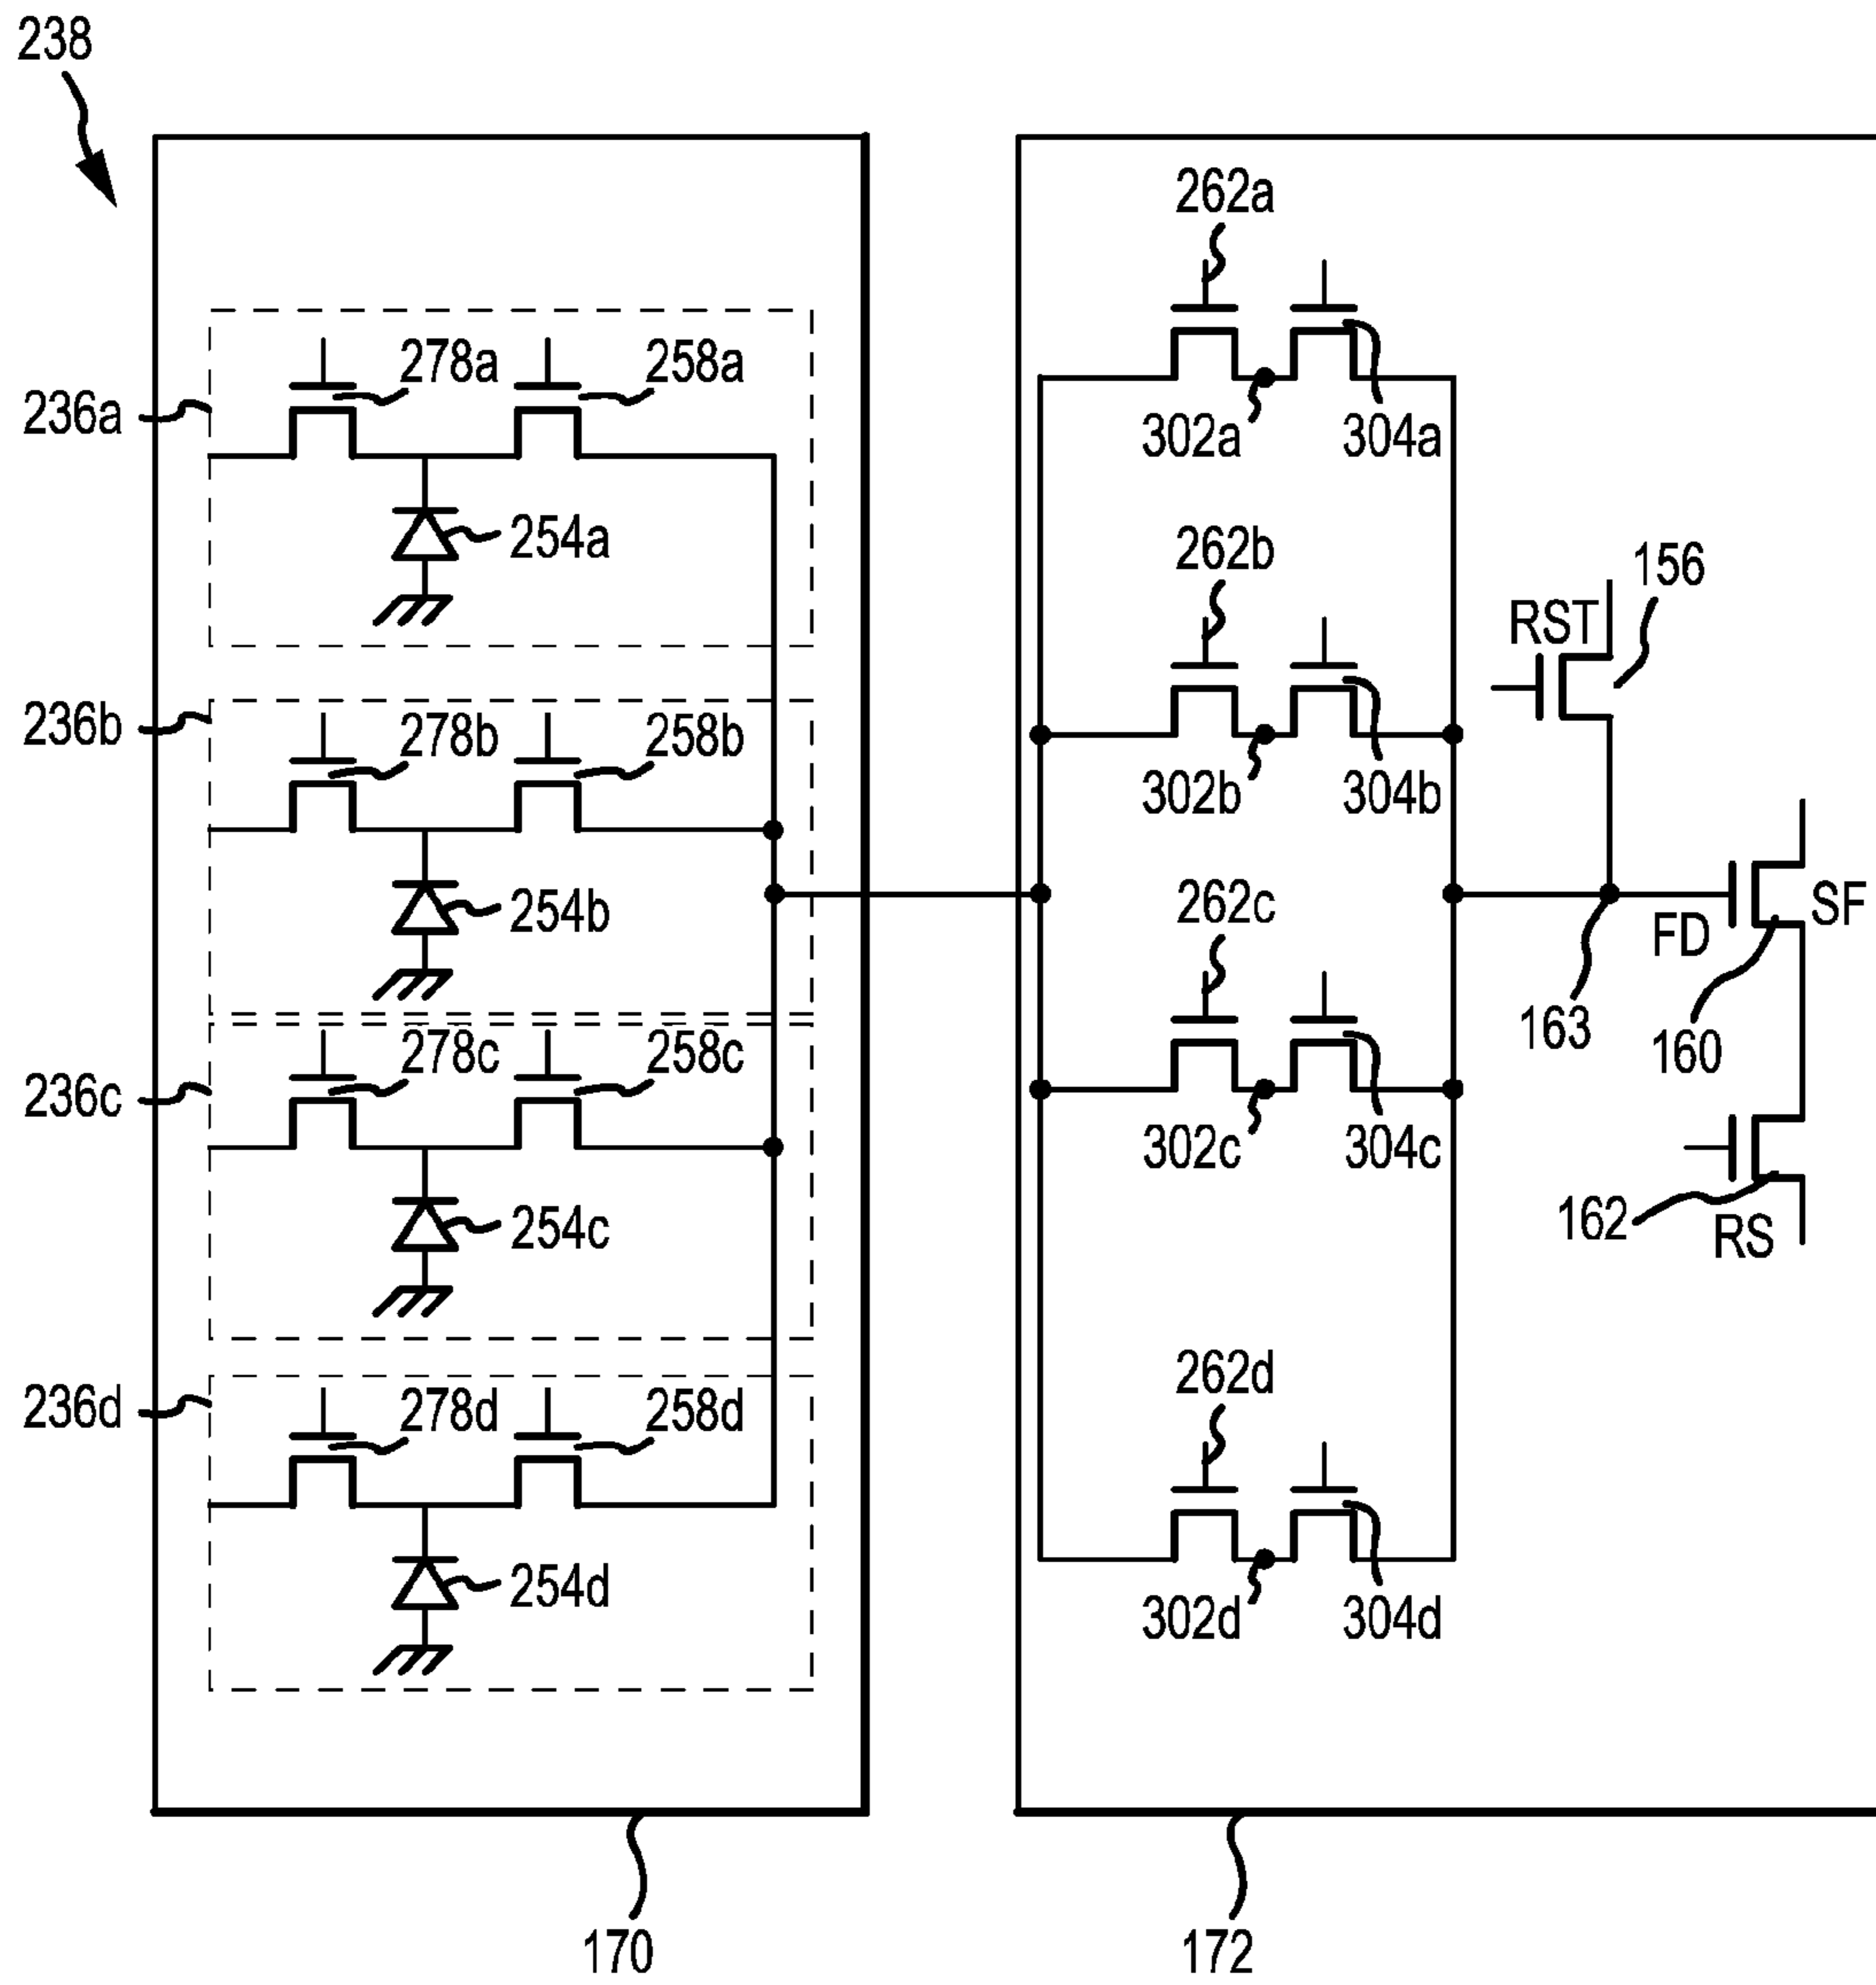 238
262a
278a
258a
236a
302a
304a
254a
262b
156
RST
236b
278b
258b
302b
304b
254b
262c
SF
FD
163
160
278c
258c
236c
302c
304c
254c
162
RS
262d
236d
278d
258d
254d
302d
304d
170
172